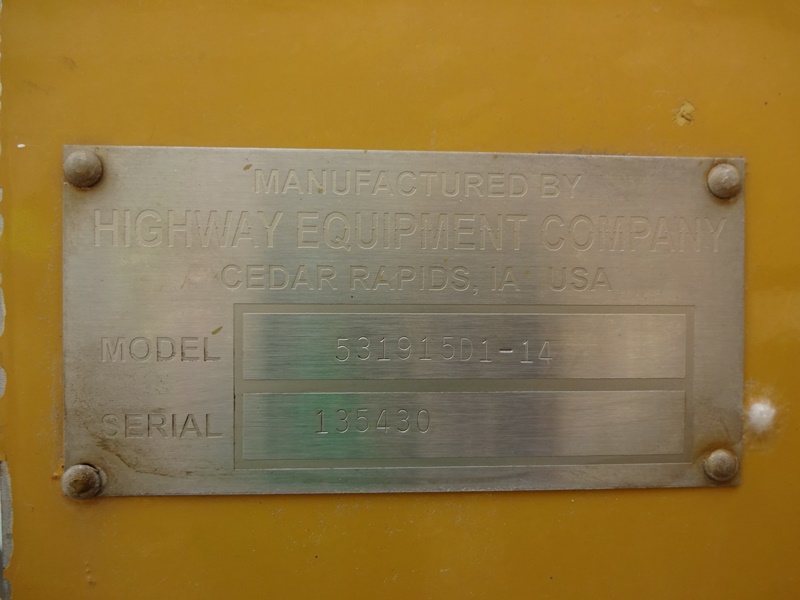 MANUFACTURED BY
HIGHWAY EQUIPMENT COMPANY
CEDAR RAPIDS, IA USA
MODEL 531915D1-14
SERIAL 135430